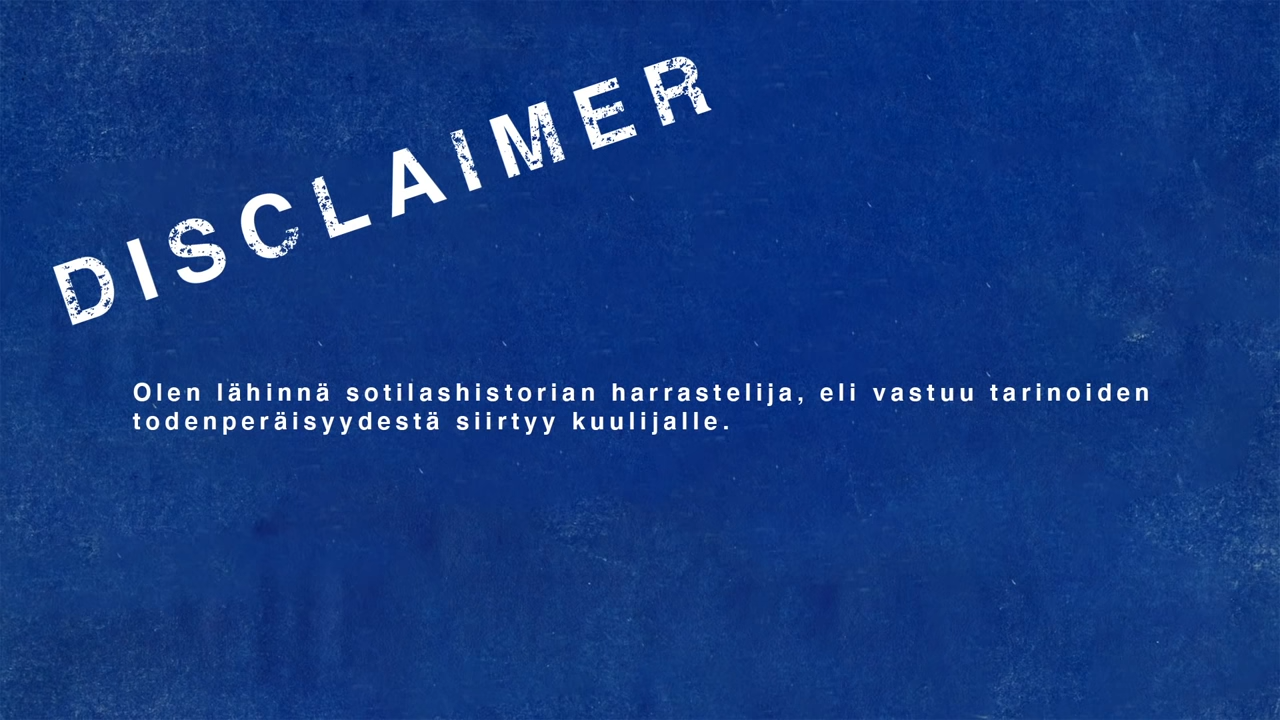 DISCLAIMER
Olen lähinnä sotilashistorian harrastelija, eli vastuu tarinoiden
todenperäisyydestä siirtyy kuulijalle.